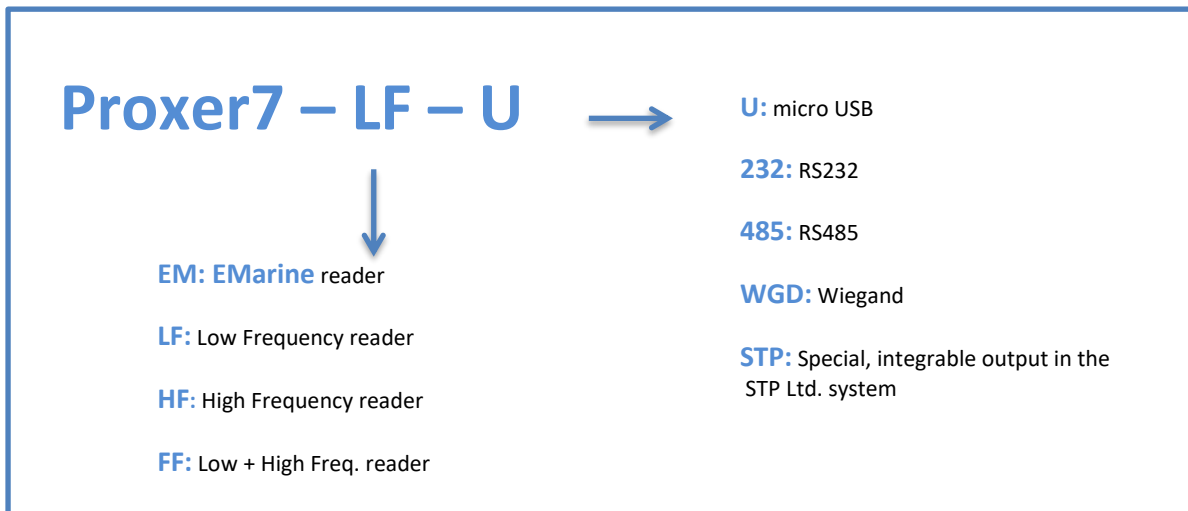 Proxer7 – LF – U
EM: EMarine reader
LF: Low Frequency reader
HF: High Frequency reader
FF: Low + High Freq. reader
U: micro USB
232: RS232
485: RS485
WGD: Wiegand
STP: Special, integrable output in the
STP Ltd. system